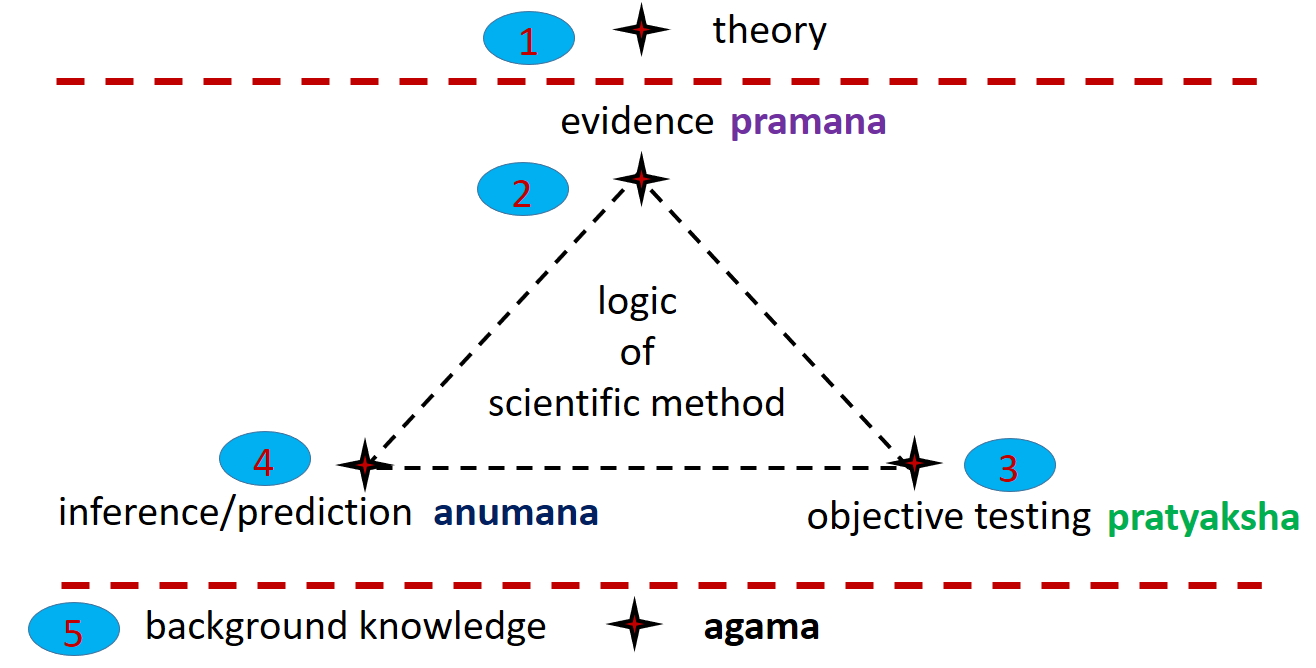 1 theory
evidence pramana
2
logic
of
scientific method
4
3
inference/prediction anumana
objective testing pratyaksha
5 background knowledge agama